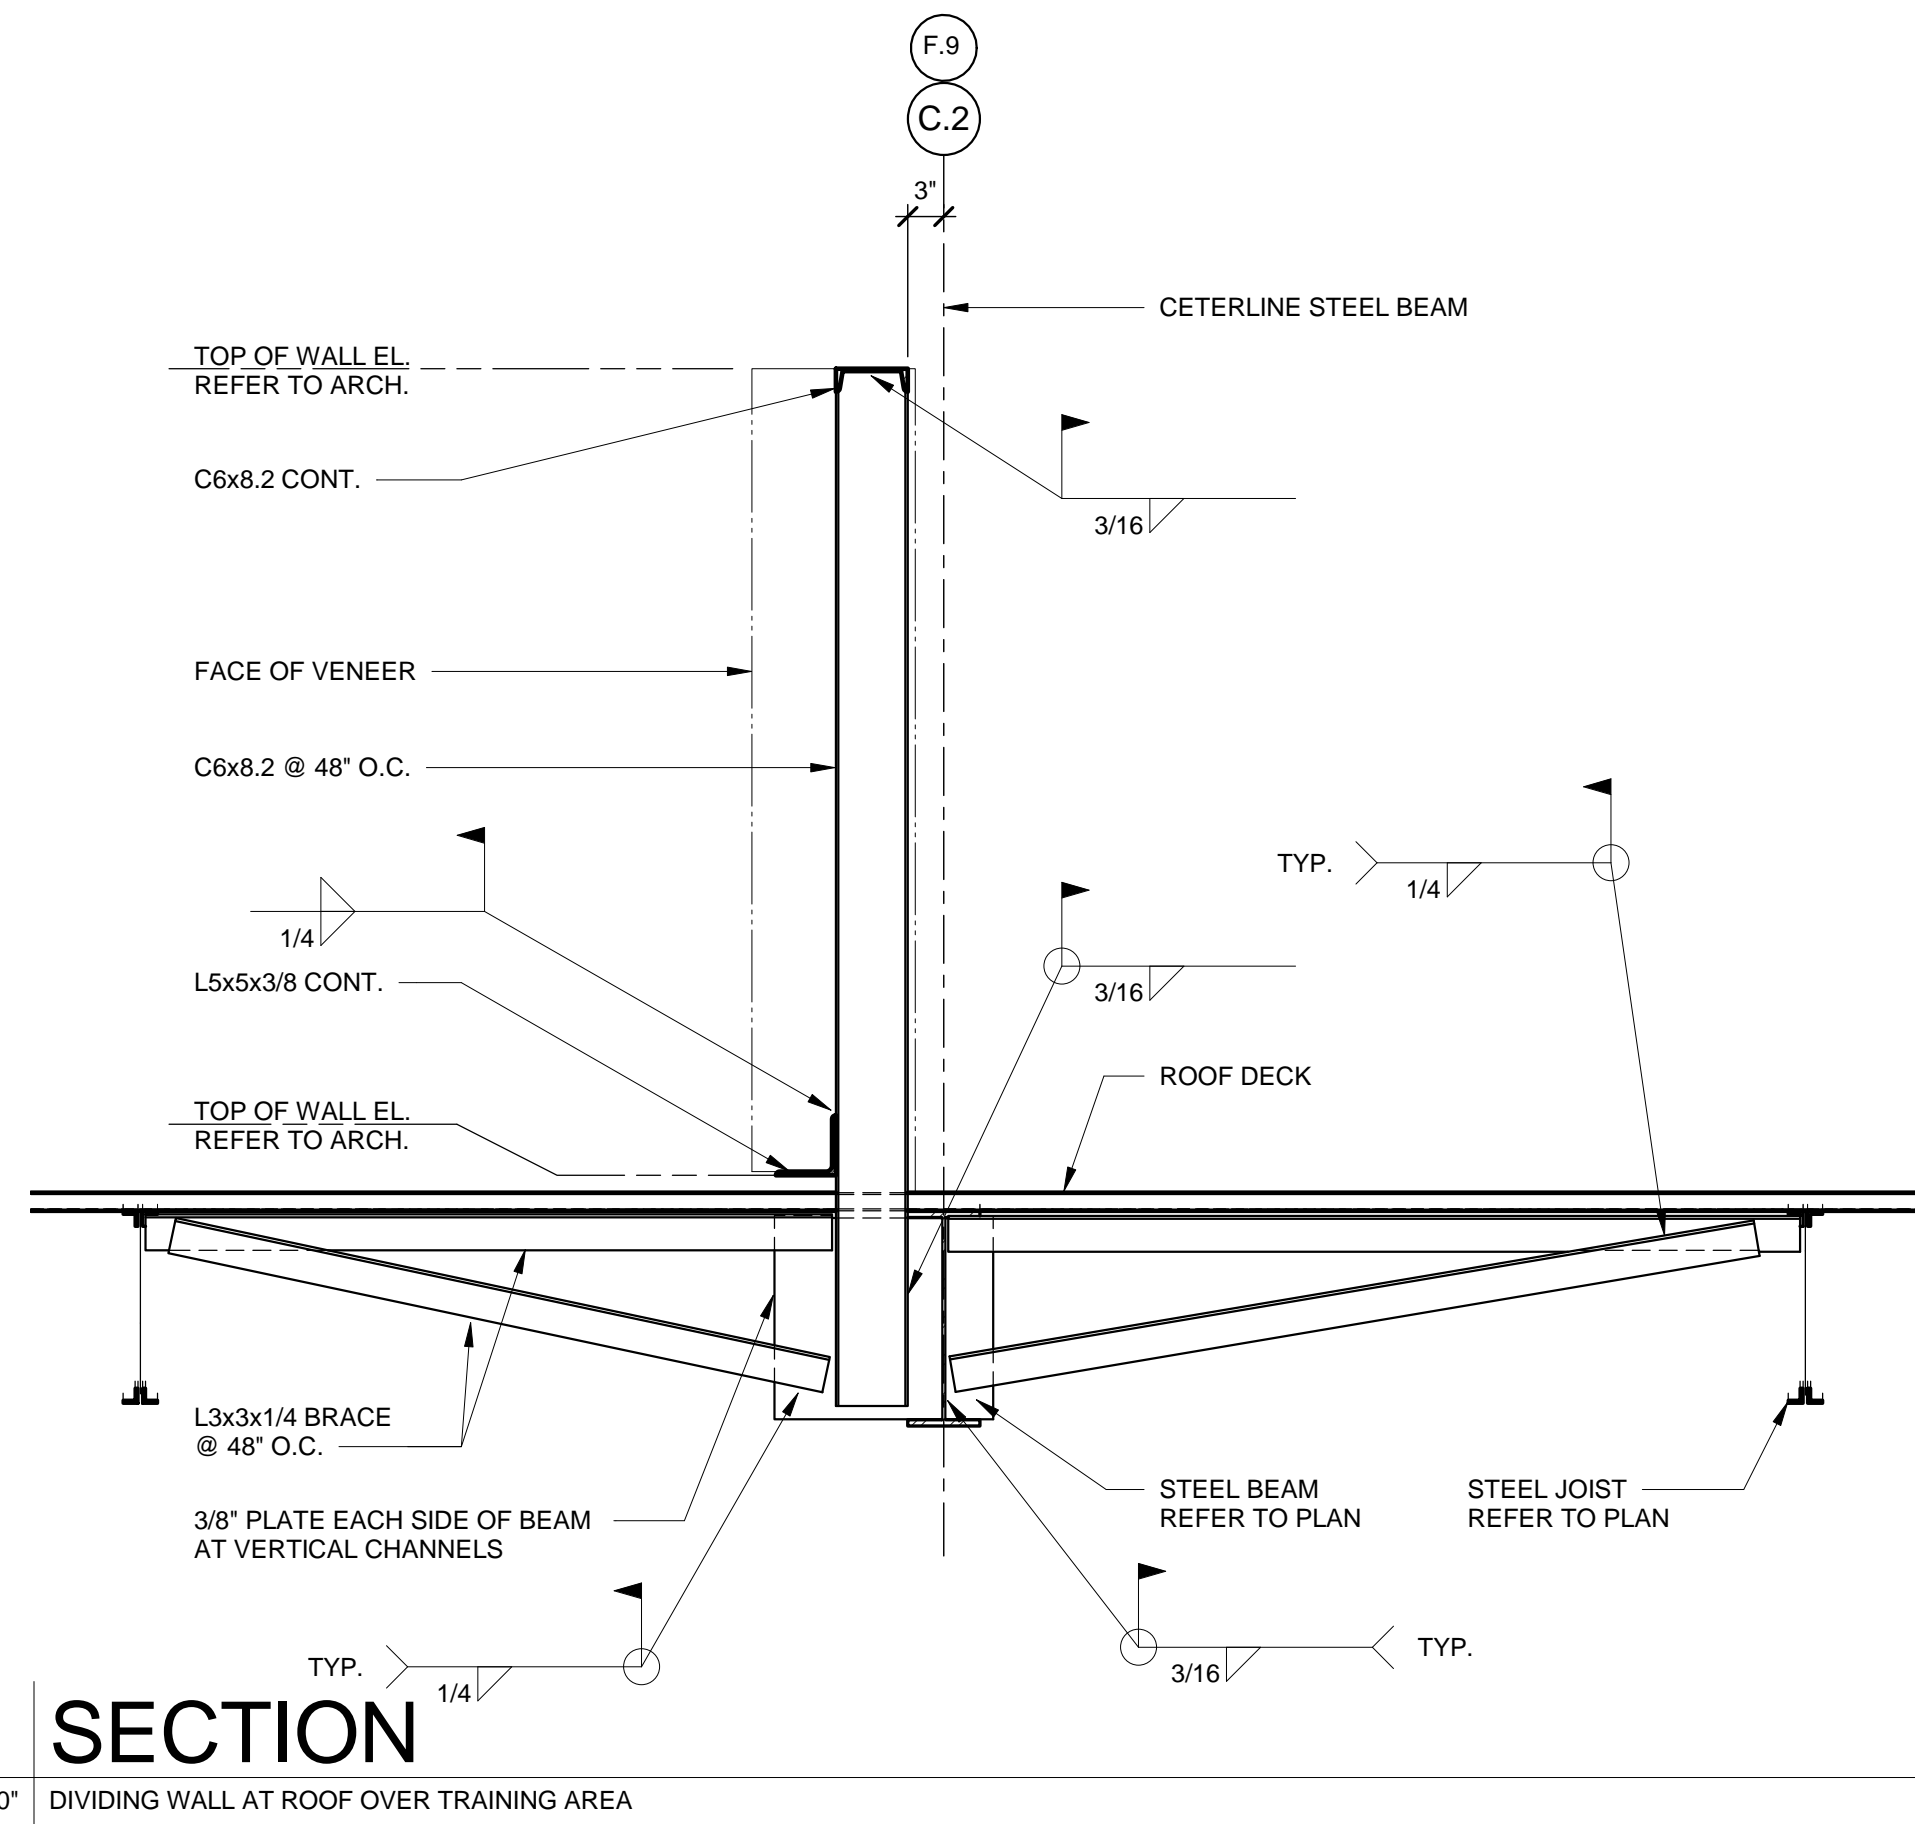 F.9
C.2
3"
CETERLINE STEEL BEAM
TOP OF WALL EL.
REFER TO ARCH.
C6x8.2 CONT.
3/16
FACE OF VENEER
C6x8.2 @ 48" O.C.
TYP.
1/4
1/4
L5x5x3/8 CONT.
3/16
ROOF DECK
TOP OF WALL EL.
REFER TO ARCH.
L3x3x1/4 BRACE
@ 48" O.C.
STEEL BEAM
REFER TO PLAN
STEEL JOIST
REFER TO PLAN
3/8" PLATE EACH SIDE OF BEAM
AT VERTICAL CHANNELS
TYP.
1/4
3/16
TYP.
SECTION
0"
DIVIDING WALL AT ROOF OVER TRAINING AREA